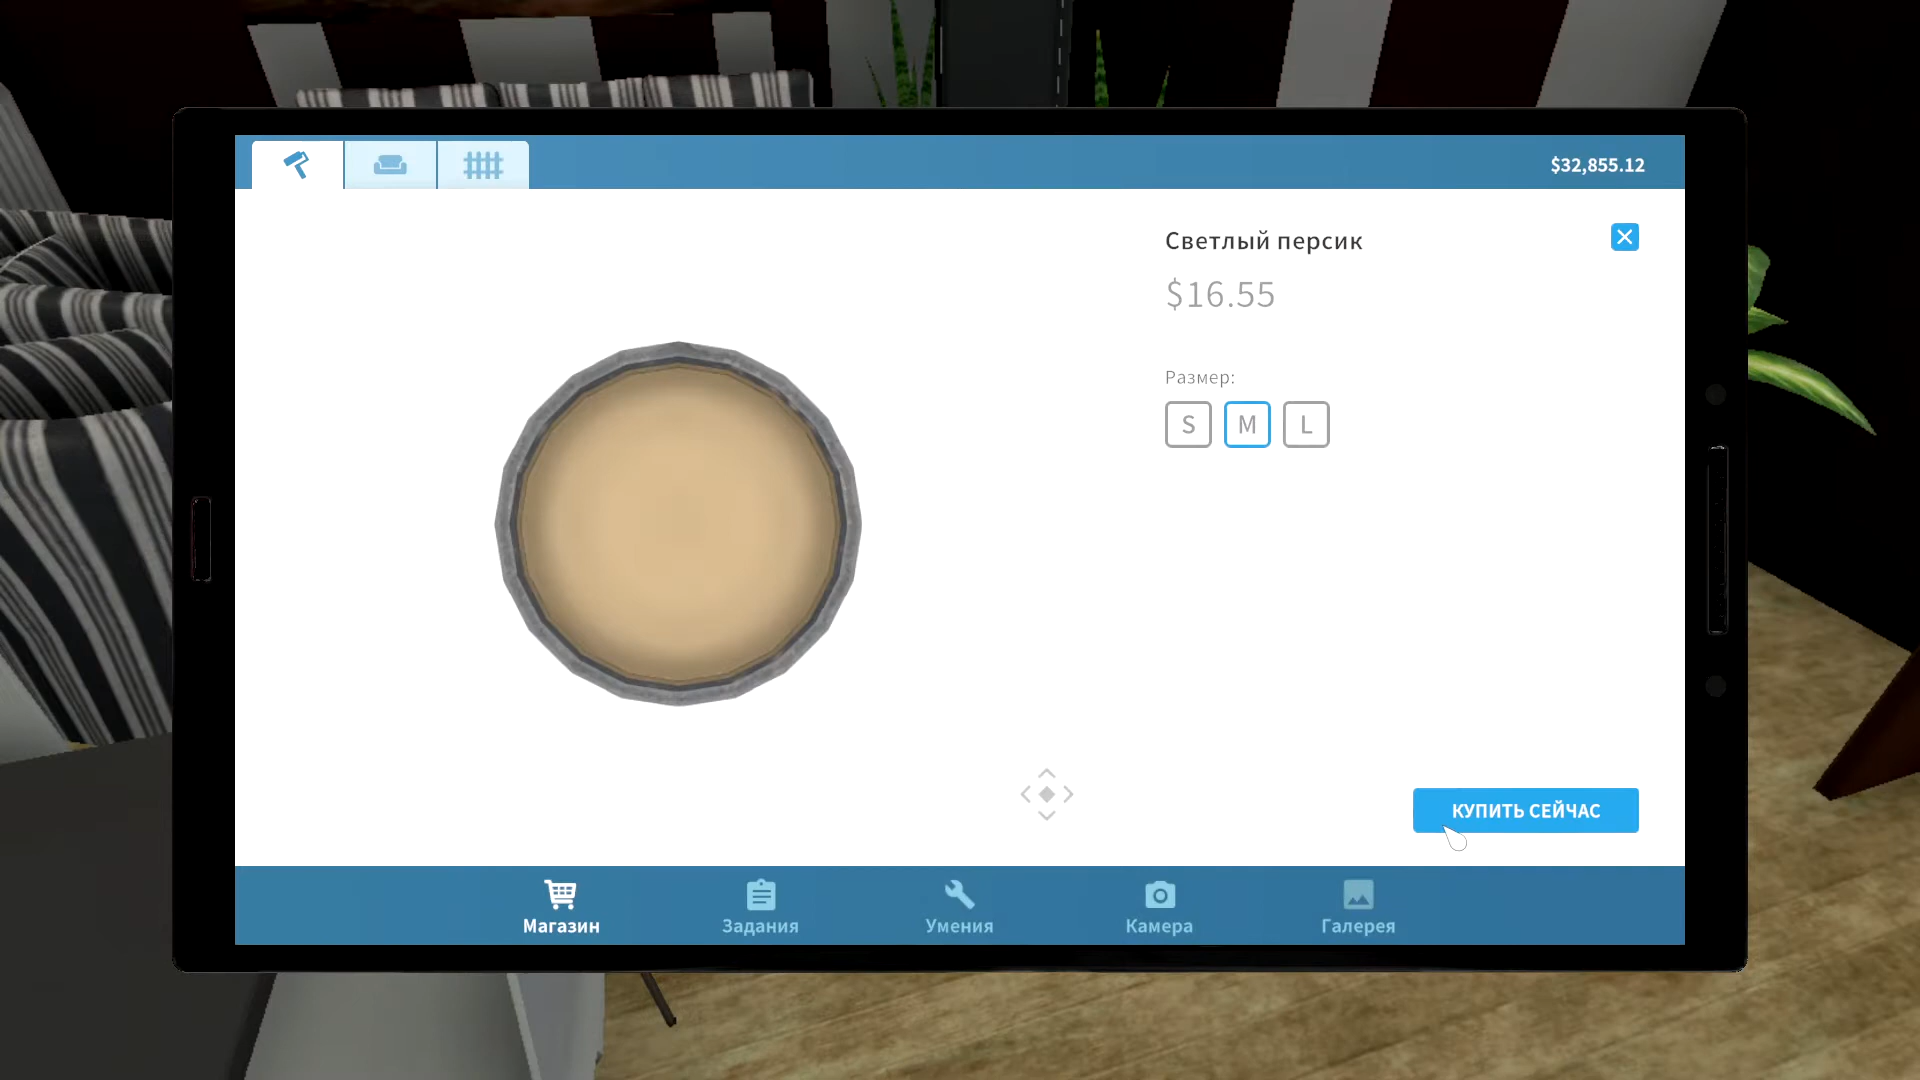 $32,855.12
Светлый персик
$16.55
Размер:
S M L
КУПИТЬ СЕЙЧАС
Магазин Задания Умения Камера Галерея